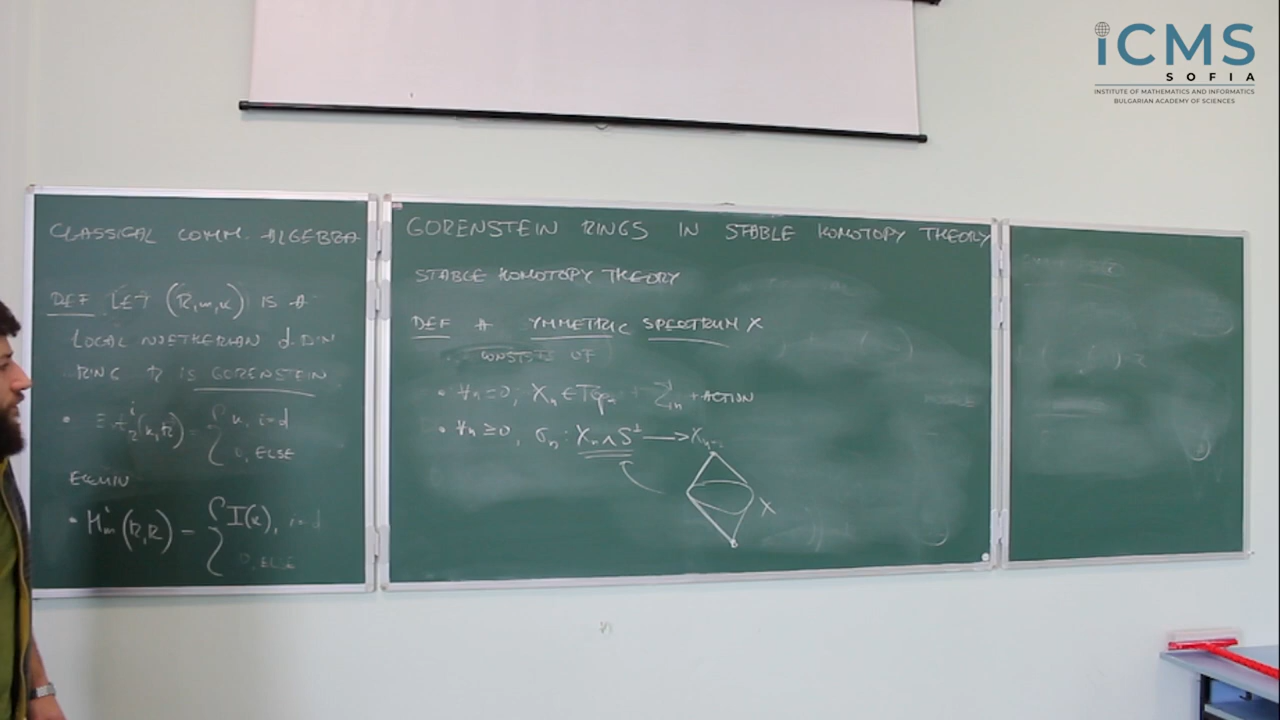 iCMS
SOFIA
INSTITUTE OF MATHEMATICS AND INFORMATICS
BULGARIAN ACADEMY OF SCIENCES
CLASSICAL COMM. ALGEBRA
DEF LET (R,m,k) IS A
LOCAL NOETHERIAN d.DIM
RING R IS GORENSTEIN
• Ext^i_R(k,R) = { k, i=d
0, ELSE
EQUIV
• H^i_m(R,R) = { I(k), i=d
0, ELSE
GORENSTEIN RINGS IN STABLE HOMOTOPY THEORY
STABLE HOMOTOPY THEORY
DEF A SYMMETRIC SPECTRUM X
CONSISTS OF
• ∀n≥0, X_n ∈ Top_* + Σ_n ACTION
• ∀n≥0, σ_n: X_n ∧ S^1 → X_{n+1}
X